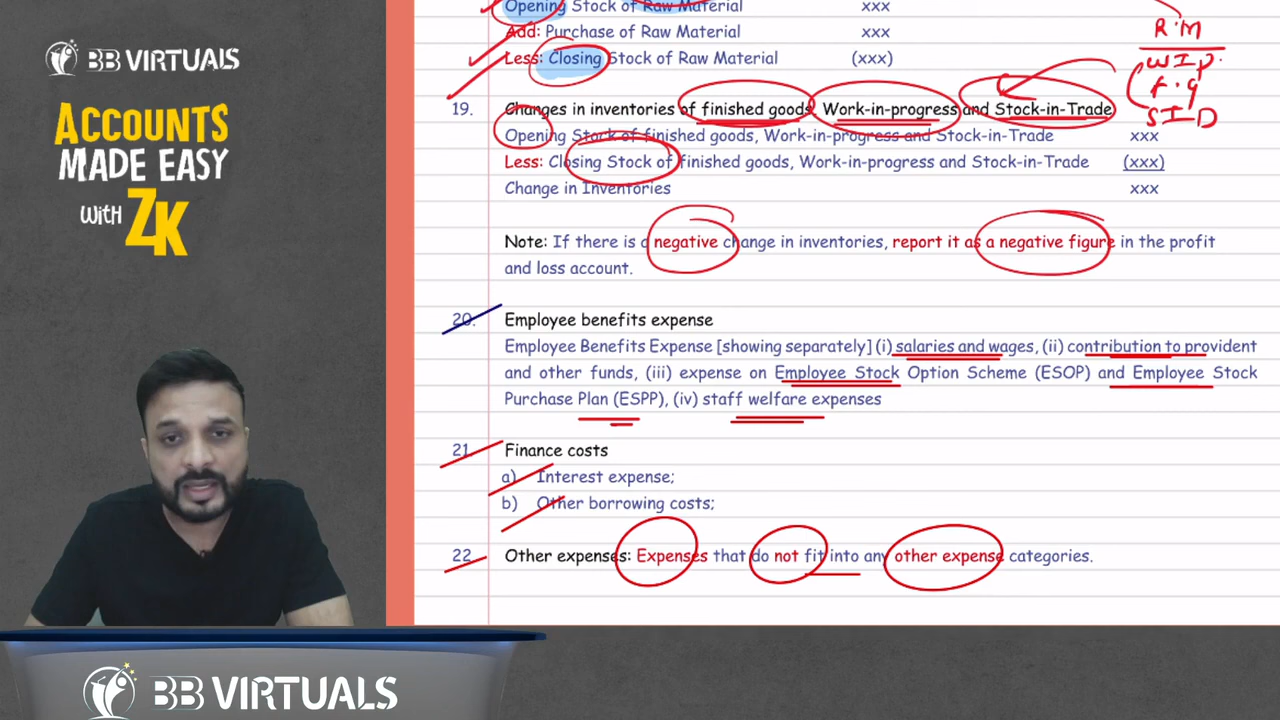 BB VIRTUALS
ACCOUNTS
MADE EASY
with ZK
Opening Stock of Raw Material xxx
Add: Purchase of Raw Material xxx
Less: Closing Stock of Raw Material (xxx)
19. Changes in inventories of finished goods, Work-in-progress and Stock-in-Trade
Opening Stock of finished goods, Work-in-progress and Stock-in-Trade xxx
Less: Closing Stock of finished goods, Work-in-progress and Stock-in-Trade (xxx)
Change in Inventories xxx
Note: If there is a negative change in inventories, report it as a negative figure in the profit
and loss account.
20. Employee benefits expense
Employee Benefits Expense [showing separately] (i) salaries and wages, (ii) contribution to provident
and other funds, (iii) expense on Employee Stock Option Scheme (ESOP) and Employee Stock
Purchase Plan (ESPP), (iv) staff welfare expenses
21. Finance costs
a) Interest expense;
b) Other borrowing costs;
22. Other expenses: Expenses that do not fit into any other expense categories.
R.M
W I P.
F.G
S I D
BB VIRTUALS